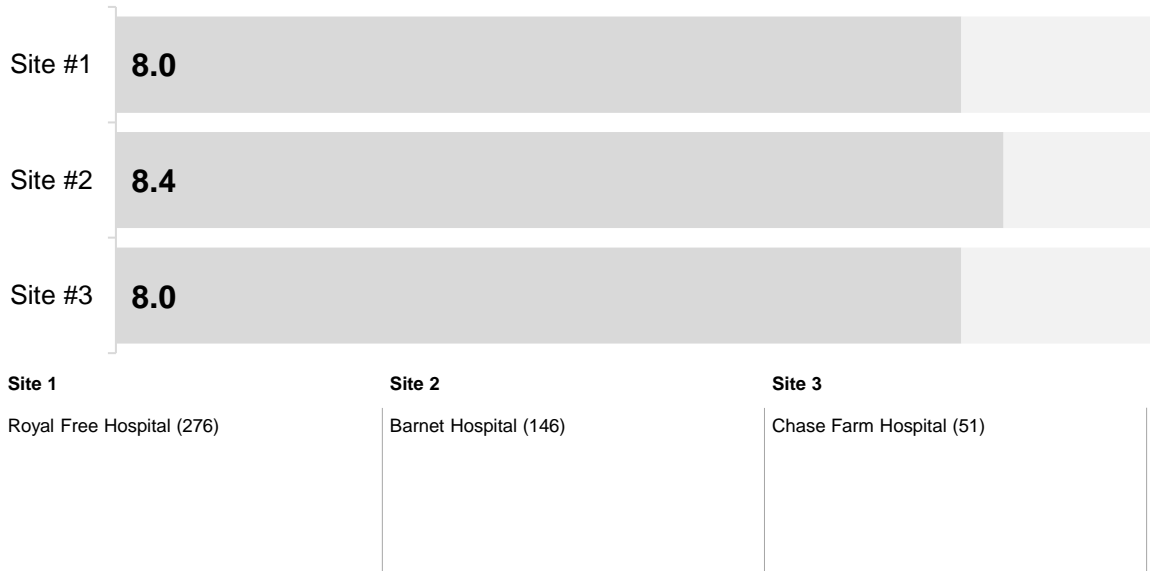 Site #1 8.0
Site #2 8.4
Site #3 8.0
Site 1 Site 2 Site 3
Royal Free Hospital (276) Barnet Hospital (146) Chase Farm Hospital (51)